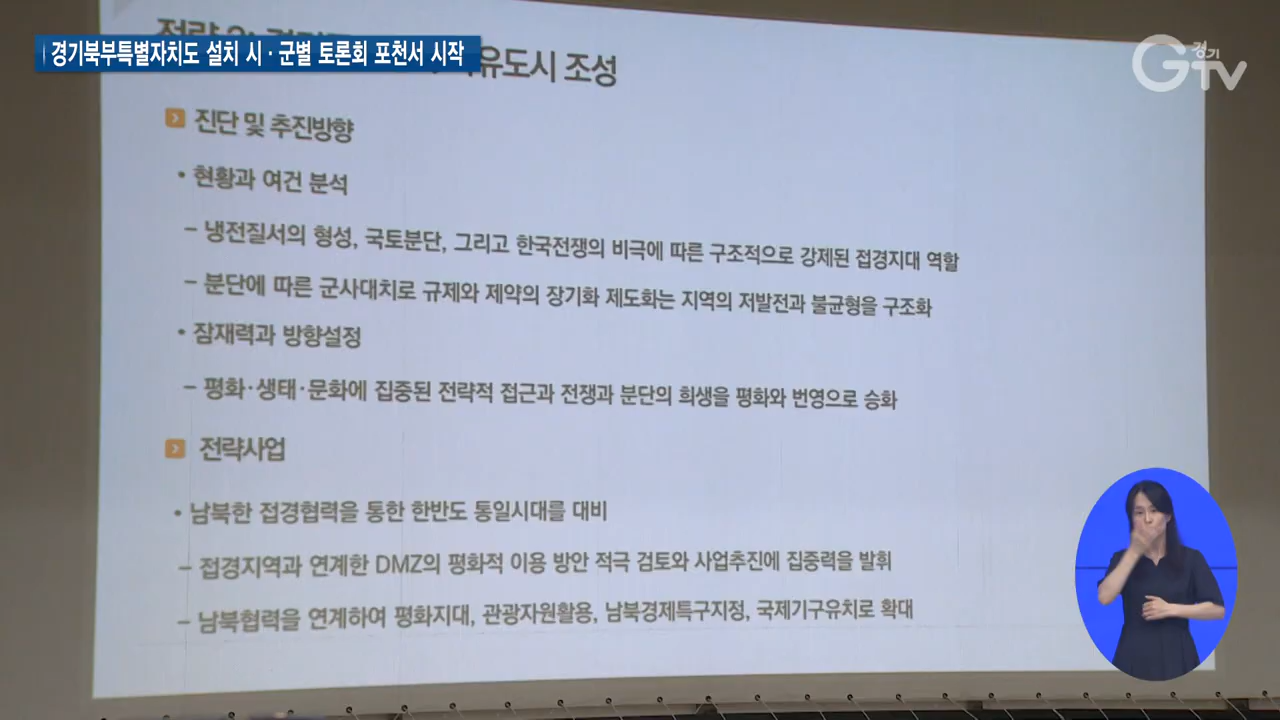 경기북부특별자치도 설치 시·군별 토론회 포천서 시작
경기
GTV
유도시 조성
진단 및 추진방향
• 현황과 여건 분석
– 냉전질서의 형성, 국토분단, 그리고 한국전쟁의 비극에 따른 구조적으로 강제된 접경지대 역할
– 분단에 따른 군사대치로 규제와 제약의 장기화 제도화는 지역의 저발전과 불균형을 구조화
• 잠재력과 방향설정
– 평화·생태·문화에 집중된 전략적 접근과 전쟁과 분단의 희생을 평화와 번영으로 승화
전략사업
• 남북한 접경협력을 통한 한반도 통일시대를 대비
– 접경지역과 연계한 DMZ의 평화적 이용 방안 적극 검토와 사업추진에 집중력을 발휘
– 남북협력을 연계하여 평화지대, 관광자원활용, 남북경제특구지정, 국제기구유치로 확대